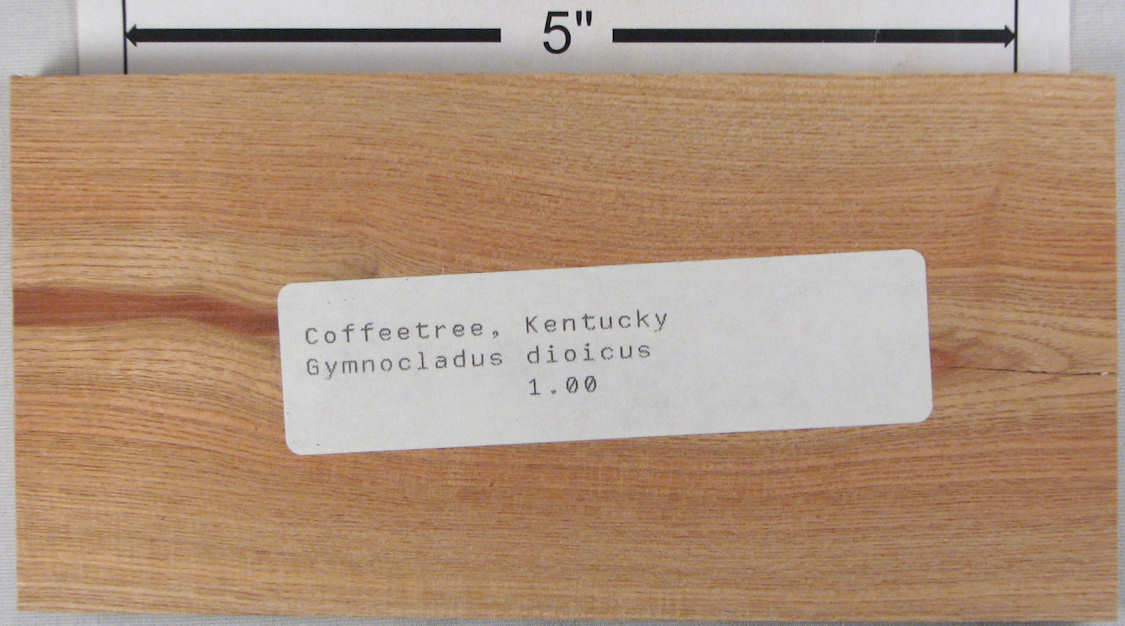 5"
Coffeetree, Kentucky
Gymnocladus dioicus
1.00